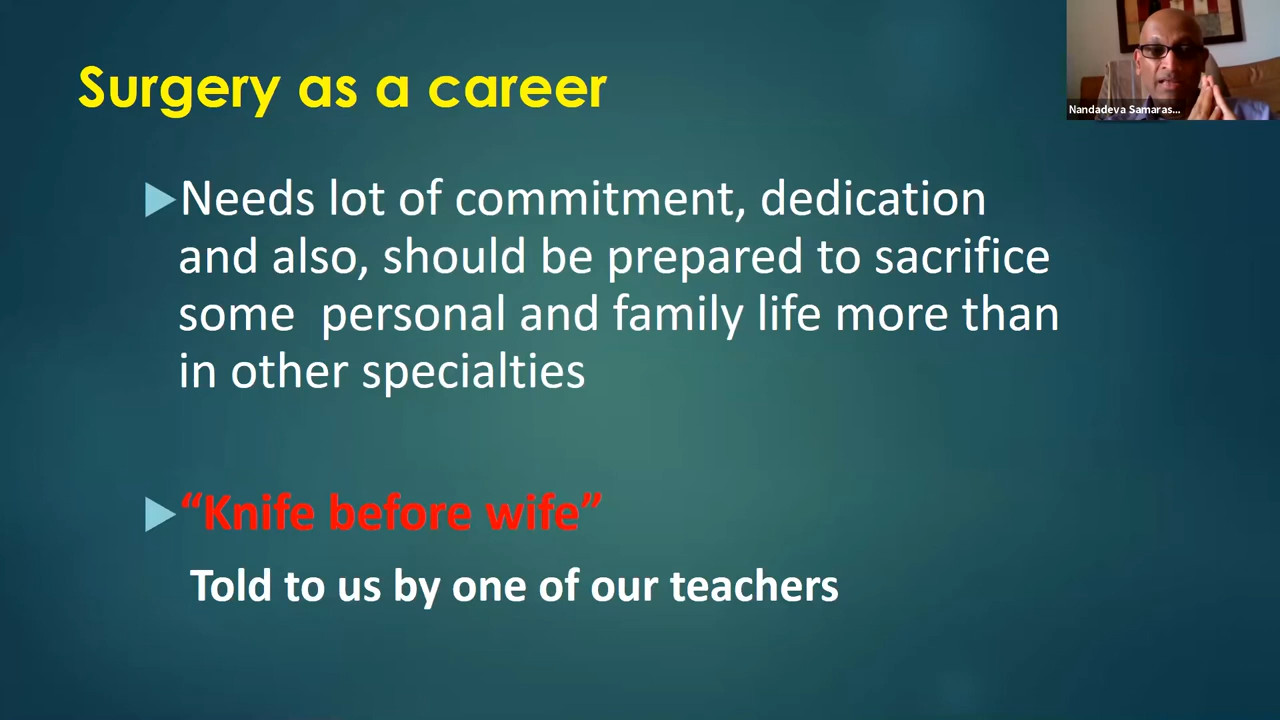 Surgery as a career
Nandadeva Samaras...
Needs lot of commitment, dedication
and also, should be prepared to sacrifice
some personal and family life more than
in other specialties
“Knife before wife”
Told to us by one of our teachers